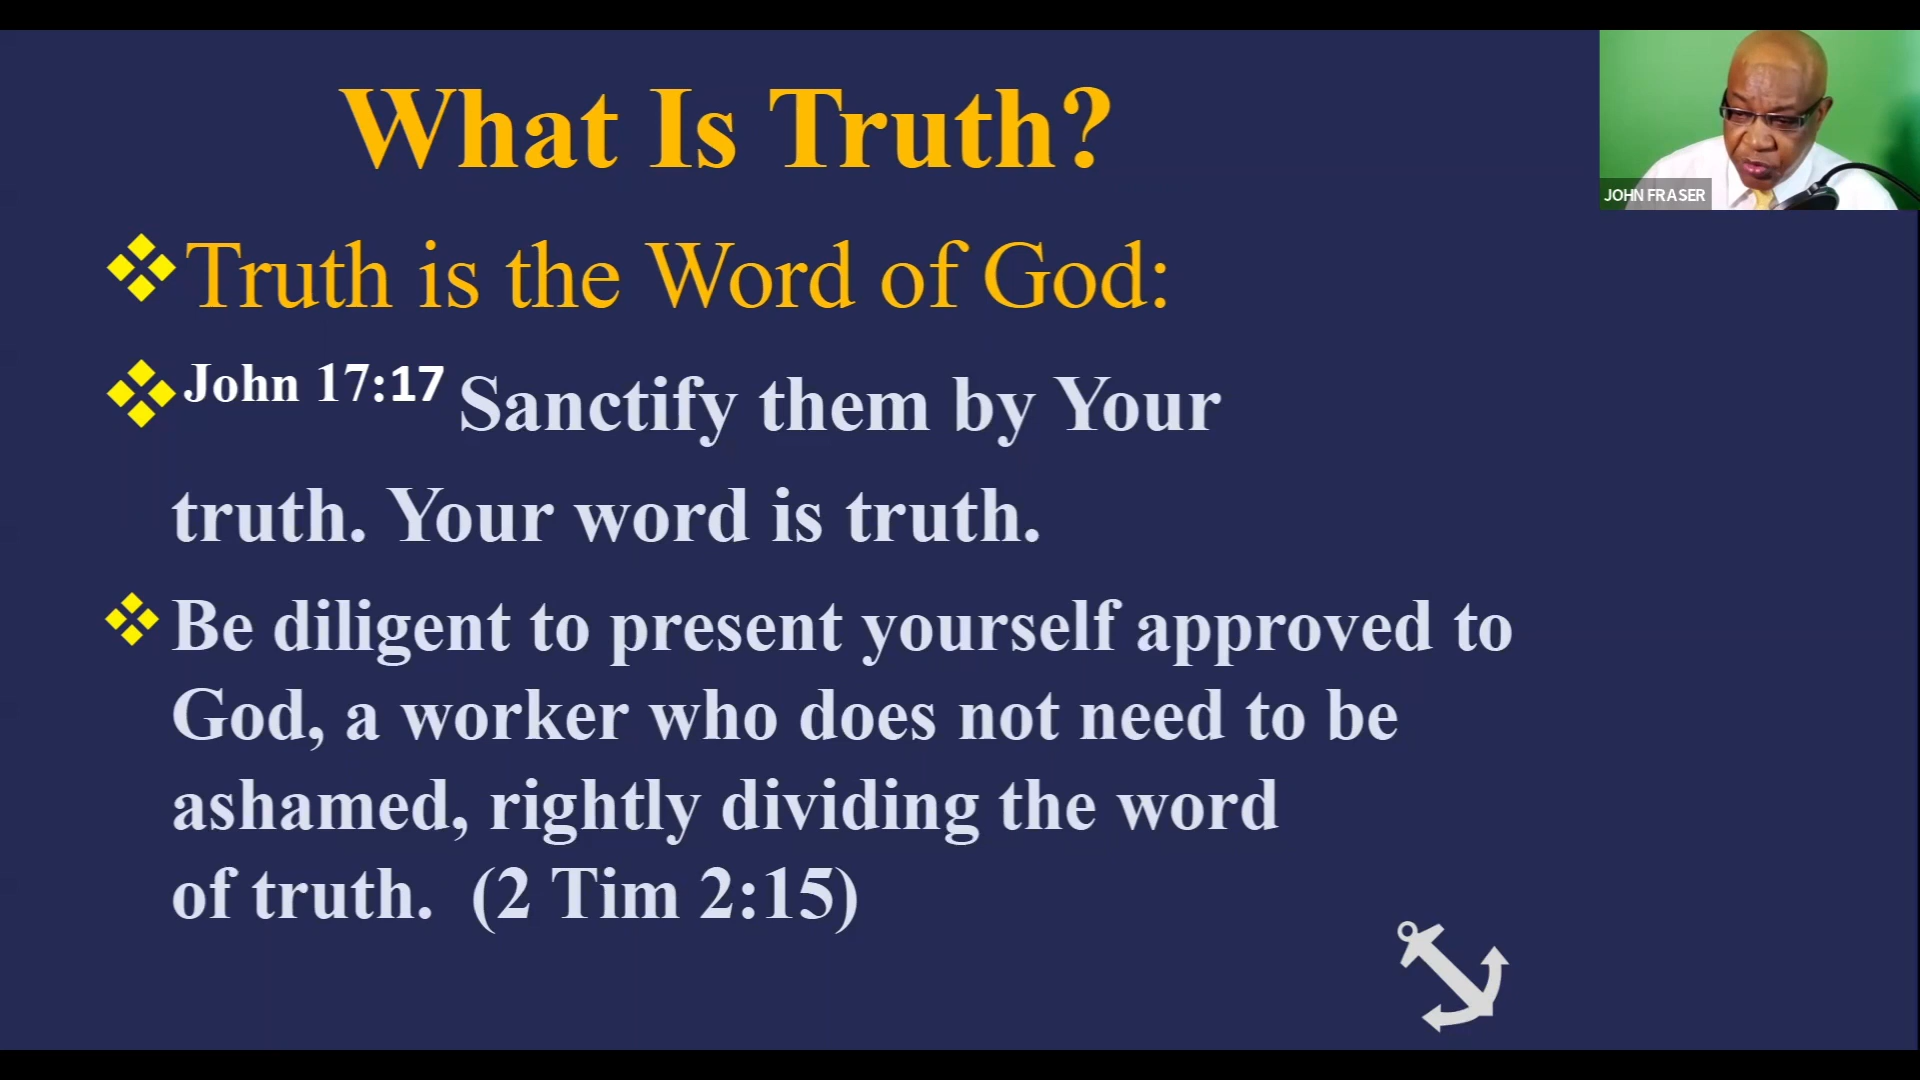 What Is Truth?
JOHN FRASER
Truth is the Word of God:
John 17:17 Sanctify them by Your
truth. Your word is truth.
Be diligent to present yourself approved to
God, a worker who does not need to be
ashamed, rightly dividing the word
of truth. (2 Tim 2:15)